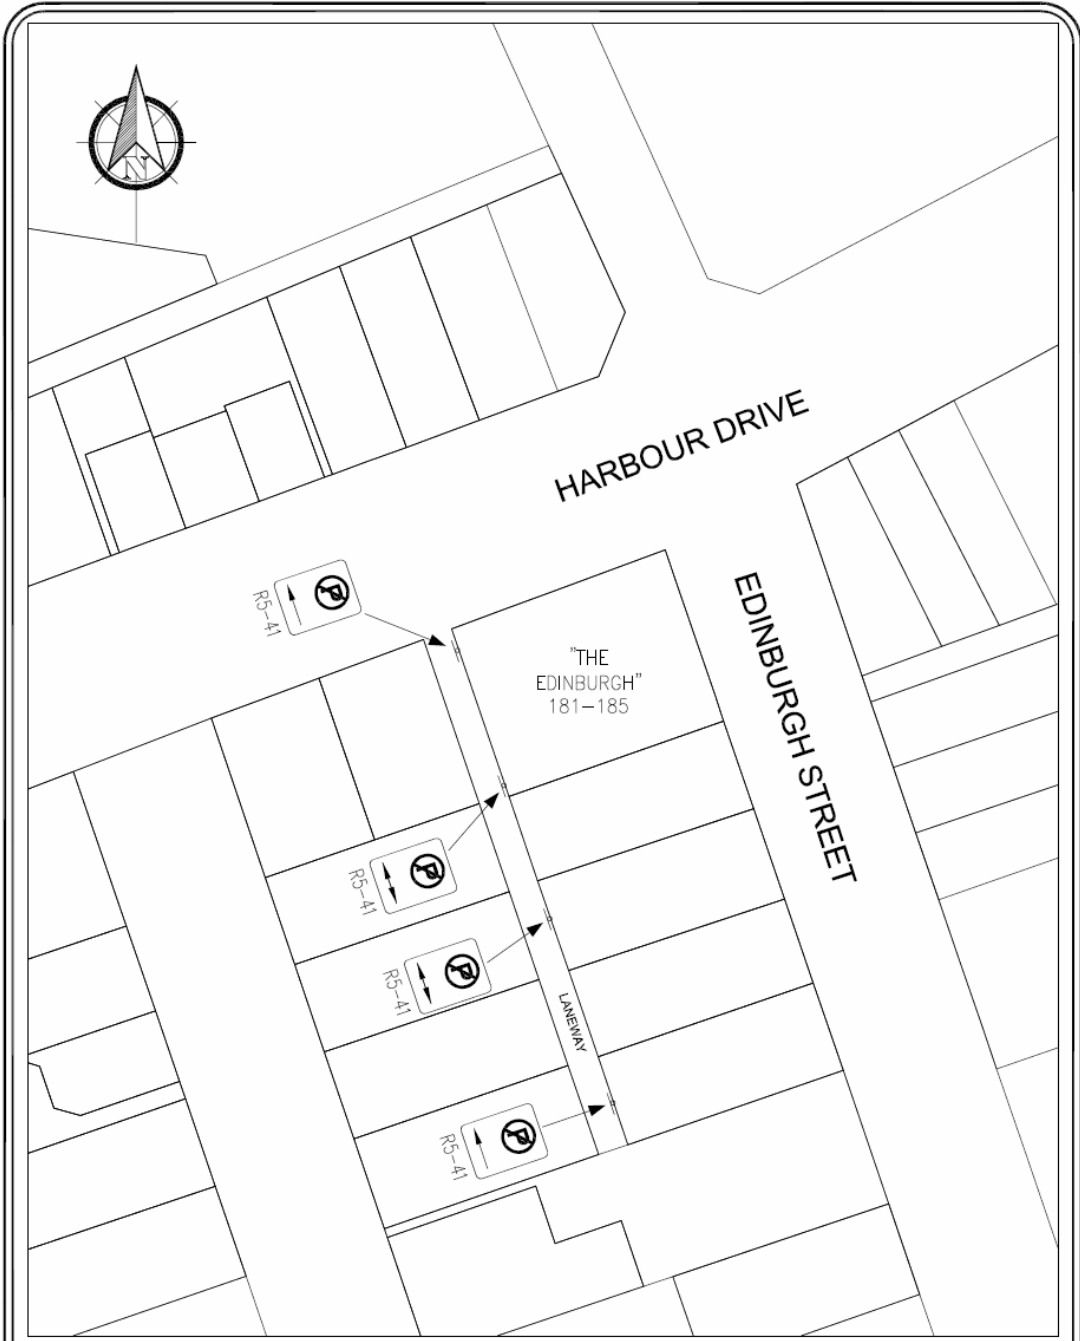 N
HARBOUR DRIVE
EDINBURGH STREET
R5-41
"THE
EDINBURGH"
181-185
R5-41
R5-41
LANEWAY
R5-41